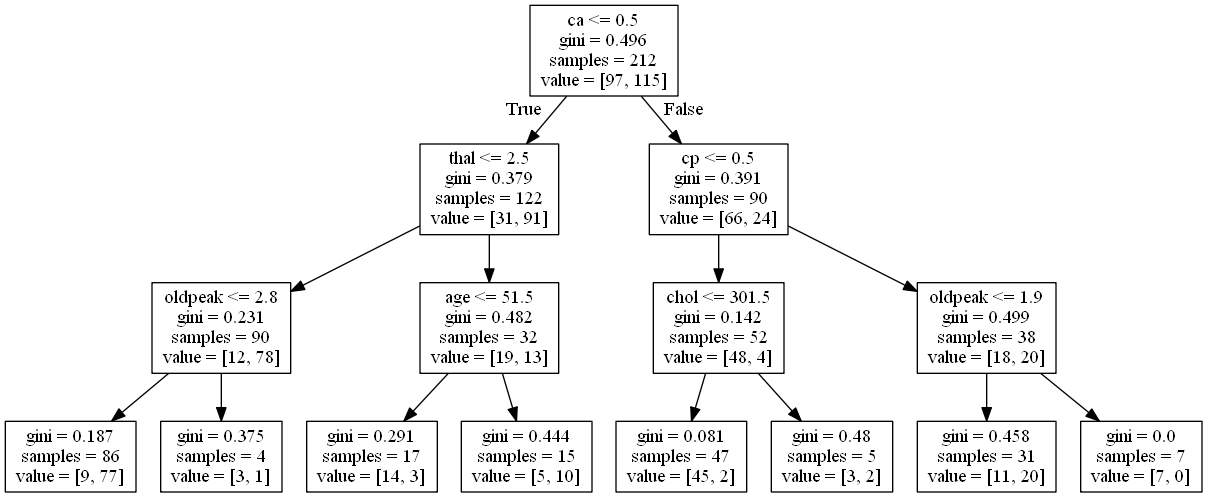 ca <= 0.5
gini = 0.496
samples = 212
value = [97, 115]
True
False
thal <= 2.5
gini = 0.379
samples = 122
value = [31, 91]
cp <= 0.5
gini = 0.391
samples = 90
value = [66, 24]
oldpeak <= 2.8
gini = 0.231
samples = 90
value = [12, 78]
age <= 51.5
gini = 0.482
samples = 32
value = [19, 13]
chol <= 301.5
gini = 0.142
samples = 52
value = [48, 4]
oldpeak <= 1.9
gini = 0.499
samples = 38
value = [18, 20]
gini = 0.187
samples = 86
value = [9, 77]
gini = 0.375
samples = 4
value = [3, 1]
gini = 0.291
samples = 17
value = [14, 3]
gini = 0.444
samples = 15
value = [5, 10]
gini = 0.081
samples = 47
value = [45, 2]
gini = 0.48
samples = 5
value = [3, 2]
gini = 0.458
samples = 31
value = [11, 20]
gini = 0.0
samples = 7
value = [7, 0]